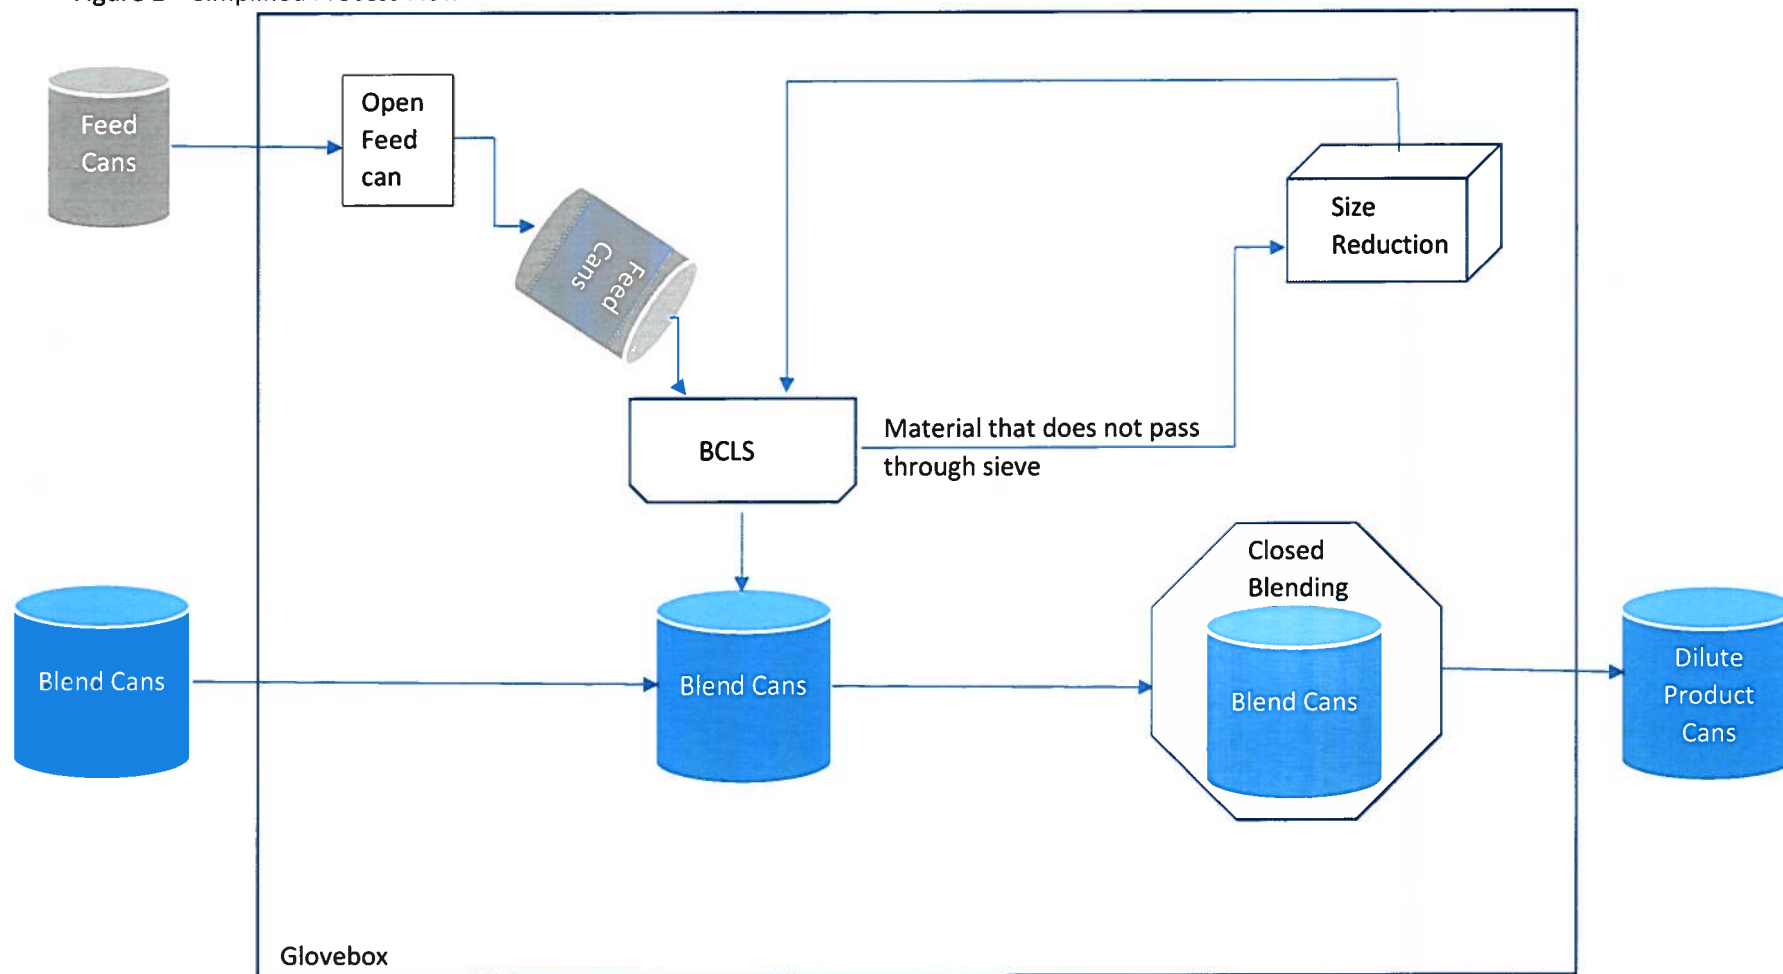 Open
Feed
can
Feed
Cans
Feed
Cans
Size
Reduction
BCLS
Material that does not pass
through sieve
Closed
Blending
Blend Cans
Blend Cans
Blend Cans
Dilute
Product
Cans
Glovebox